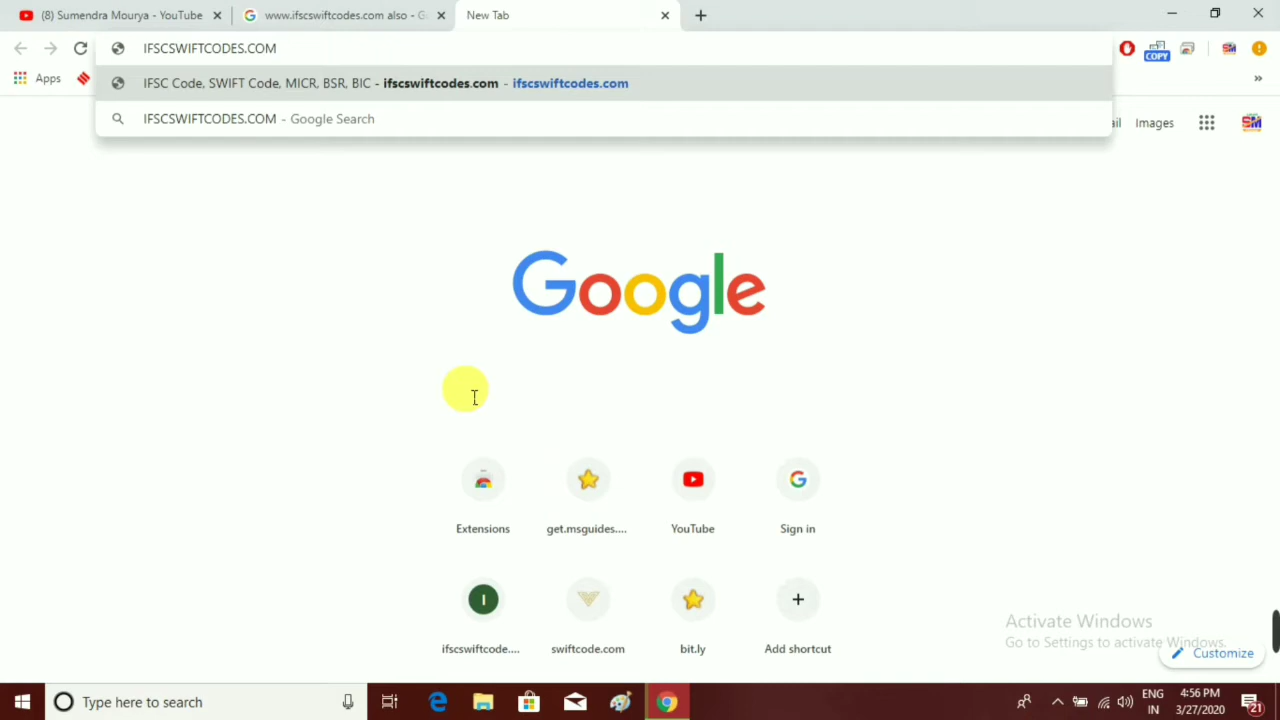 (8) Sumendra Mourya - YouTube
www.ifscswiftcodes.com also - G
New Tab
IFSCSWIFTCODES.COM
COPY
SM
Apps
IFSC Code, SWIFT Code, MICR, BSR, BIC - ifscswiftcodes.com - ifscswiftcodes.com
IFSCSWIFTCODES.COM - Google Search
ail
Images
SM
Google
Extensions
get.msguides....
YouTube
Sign in
I
ifscswiftcode....
swiftcode.com
bit.ly
Add shortcut
Activate Windows
Go to Settings to activate Windows.
Customize
Type here to search
ENG
IN
4:56 PM
3/27/2020
21